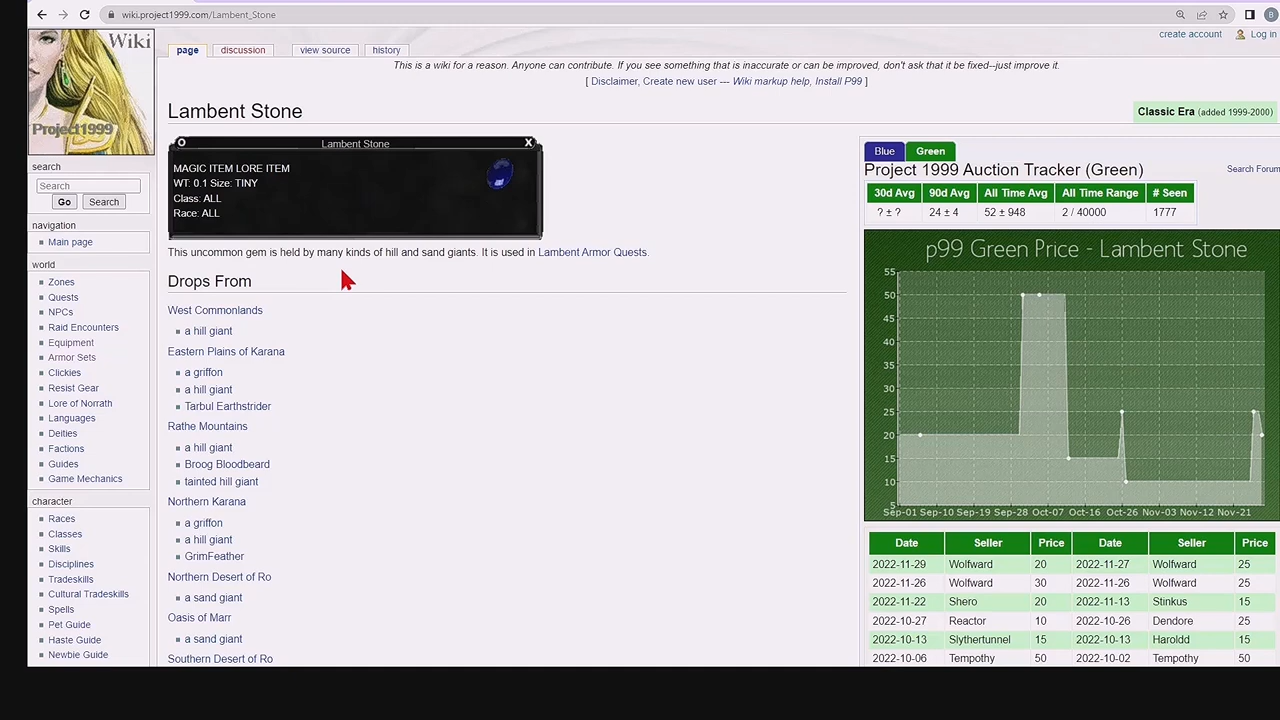 wiki.project1999.com/Lambent_Stone
B
create account
Log in
Wiki
Project1999
page
discussion
view source
history
This is a wiki for a reason. Anyone can contribute. If you see something that is inaccurate or can be improved, don't ask that it be fixed--just improve it.
[ Disclaimer, Create new user --- Wiki markup help, Install P99 ]
Lambent Stone
Classic Era (added 1999-2000)
search
Search
Go
Search
navigation
Main page
world
Zones
Quests
NPCs
Raid Encounters
Equipment
Armor Sets
Clickies
Resist Gear
Lore of Norrath
Languages
Deities
Factions
Guides
Game Mechanics
character
Races
Classes
Skills
Disciplines
Tradeskills
Cultural Tradeskills
Spells
Pet Guide
Haste Guide
Newbie Guide
O Lambent Stone X
MAGIC ITEM LORE ITEM
WT: 0.1 Size: TINY
Class: ALL
Race: ALL
This uncommon gem is held by many kinds of hill and sand giants. It is used in Lambent Armor Quests.
Drops From
West Commonlands
a hill giant
Eastern Plains of Karana
a griffon
a hill giant
Tarbul Earthstrider
Rathe Mountains
a hill giant
Broog Bloodbeard
tainted hill giant
Northern Karana
a griffon
a hill giant
GrimFeather
Northern Desert of Ro
a sand giant
Oasis of Marr
a sand giant
Southern Desert of Ro
Blue
Green
Project 1999 Auction Tracker (Green)
Search Forum
30d Avg 90d Avg All Time Avg All Time Range # Seen
? ± ? 24 ± 4 52 ± 948 2 / 40000 1777
p99 Green Price - Lambent Stone
55
50
45
40
35
30
25
20
15
10
5
Sep-01 Sep-10 Sep-19 Sep-28 Oct-07 Oct-16 Oct-26 Nov-03 Nov-12 Nov-21
Date Seller Price Date Seller Price
2022-11-29 Wolfward 20 2022-11-27 Wolfward 25
2022-11-26 Wolfward 30 2022-11-26 Wolfward 25
2022-11-22 Shero 20 2022-11-13 Stinkus 15
2022-10-27 Reactor 10 2022-10-26 Dendore 25
2022-10-13 Slythertunnel 15 2022-10-13 Haroldd 15
2022-10-06 Tempothy 50 2022-10-02 Tempothy 50